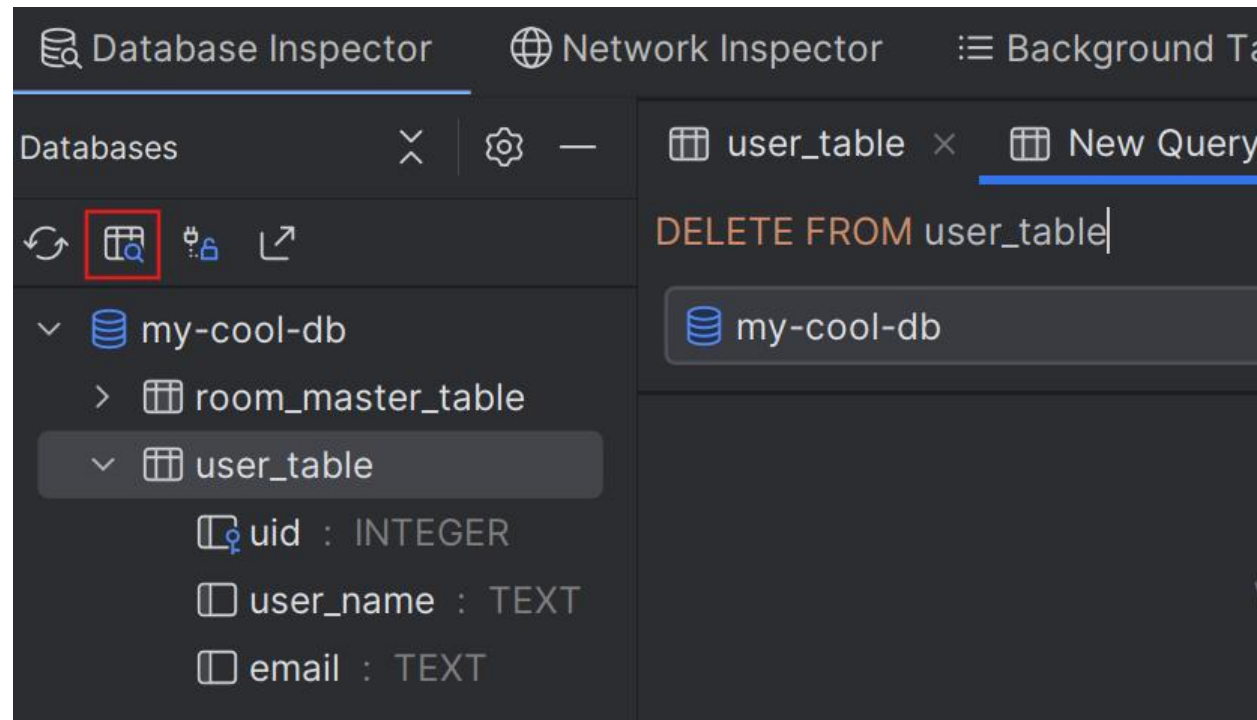 Database Inspector Network Inspector Background Ta
Databases
user_table New Query
DELETE FROM user_table
my-cool-db
my-cool-db
room_master_table
user_table
uid : INTEGER
user_name : TEXT
email : TEXT